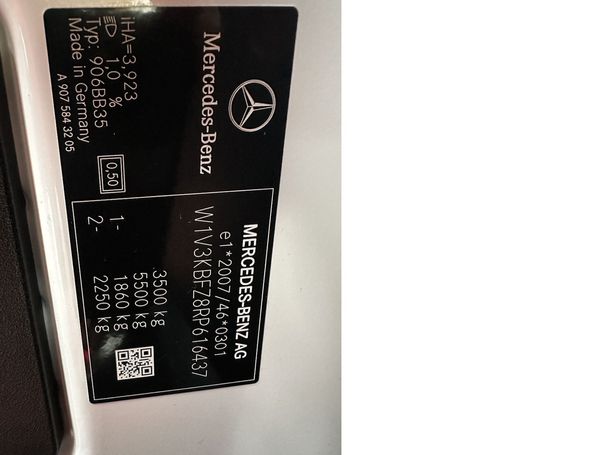 Mercedes-Benz
iHA=3,923
1,0 %
Typ: 906BB35
Made in Germany
A 907 584 32 05
0,50
MERCEDES-BENZ AG
e1*2007/46*0301
W1V3KBFZ8RP616437
3500 kg
5500 kg
1- 1860 kg
2- 2250 kg